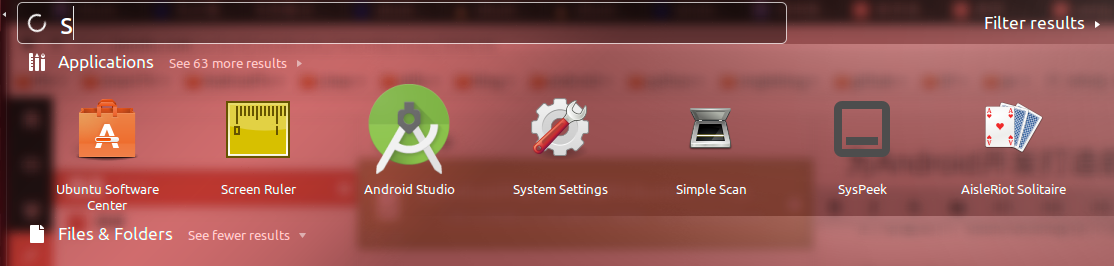 s
Filter results
Applications See 63 more results
Ubuntu Software Center
Screen Ruler
Android Studio
System Settings
Simple Scan
SysPeek
AisleRiot Solitaire
Files & Folders See fewer results